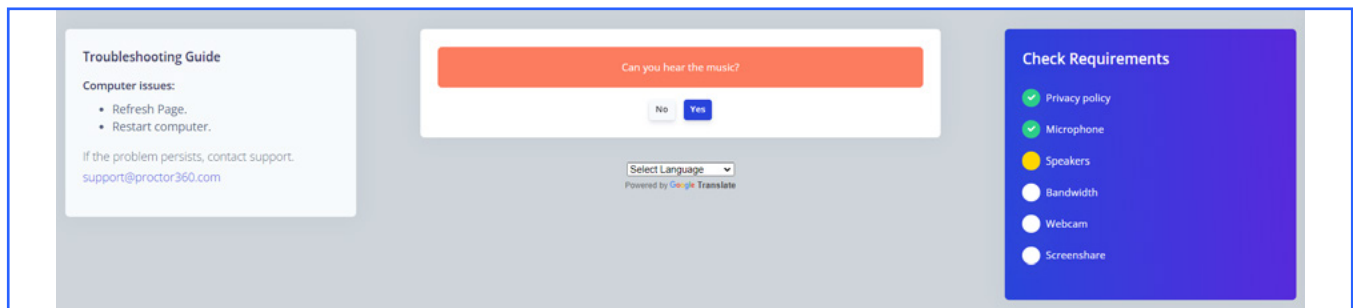 Troubleshooting Guide
Computer issues:
• Refresh Page.
• Restart computer.
If the problem persists, contact support.
support@proctor360.com
Can you hear the music?
No Yes
Select Language
Powered by Google Translate
Check Requirements
Privacy policy
Microphone
Speakers
Bandwidth
Webcam
Screenshare